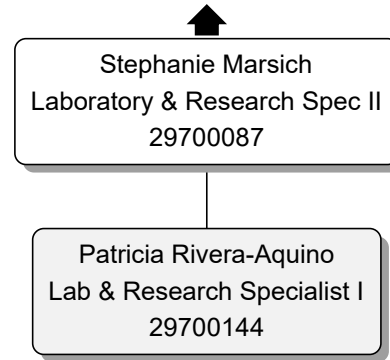 Stephanie Marsich
Laboratory & Research Spec II
29700087
Patricia Rivera-Aquino
Lab & Research Specialist I
29700144